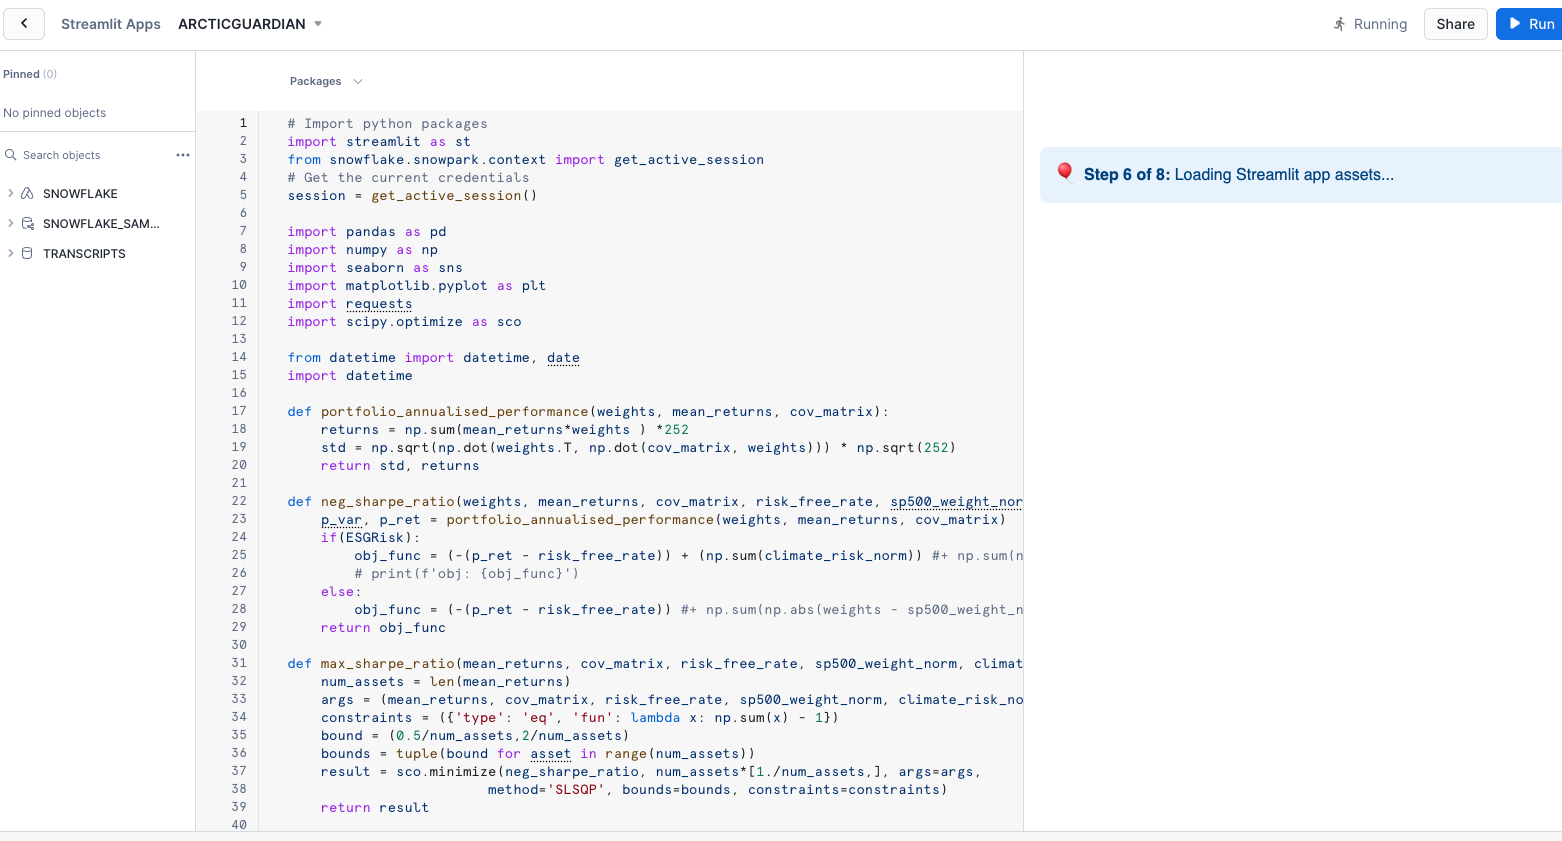 Streamlit Apps ARCTICGUARDIAN
Running Share Run
Pinned (0)
No pinned objects
Search objects
SNOWFLAKE
SNOWFLAKE_SAM...
TRANSCRIPTS
Packages
1 # Import python packages
2 import streamlit as st
3 from snowflake.snowpark.context import get_active_session
4 # Get the current credentials
5 session = get_active_session()
6
7 import pandas as pd
8 import numpy as np
9 import seaborn as sns
10 import matplotlib.pyplot as plt
11 import requests
12 import scipy.optimize as sco
13
14 from datetime import datetime, date
15 import datetime
16
17 def portfolio_annualised_performance(weights, mean_returns, cov_matrix):
18     returns = np.sum(mean_returns*weights ) *252
19     std = np.sqrt(np.dot(weights.T, np.dot(cov_matrix, weights))) * np.sqrt(252)
20     return std, returns
21
22 def neg_sharpe_ratio(weights, mean_returns, cov_matrix, risk_free_rate, sp500_weight_nor
23     p_var, p_ret = portfolio_annualised_performance(weights, mean_returns, cov_matrix)
24     if(ESGRisk):
25         obj_func = (-(p_ret - risk_free_rate)) + (np.sum(climate_risk_norm)) #+ np.sum(n
26         # print(f'obj: {obj_func}')
27     else:
28         obj_func = (-(p_ret - risk_free_rate)) #+ np.sum(np.abs(weights - sp500_weight_n
29     return obj_func
30
31 def max_sharpe_ratio(mean_returns, cov_matrix, risk_free_rate, sp500_weight_norm, climat
32     num_assets = len(mean_returns)
33     args = (mean_returns, cov_matrix, risk_free_rate, sp500_weight_norm, climate_risk_no
34     constraints = ({'type': 'eq', 'fun': lambda x: np.sum(x) - 1})
35     bound = (0.5/num_assets,2/num_assets)
36     bounds = tuple(bound for asset in range(num_assets))
37     result = sco.minimize(neg_sharpe_ratio, num_assets*[1./num_assets,], args=args,
38                         method='SLSQP', bounds=bounds, constraints=constraints)
39     return result
40
Step 6 of 8: Loading Streamlit app assets...